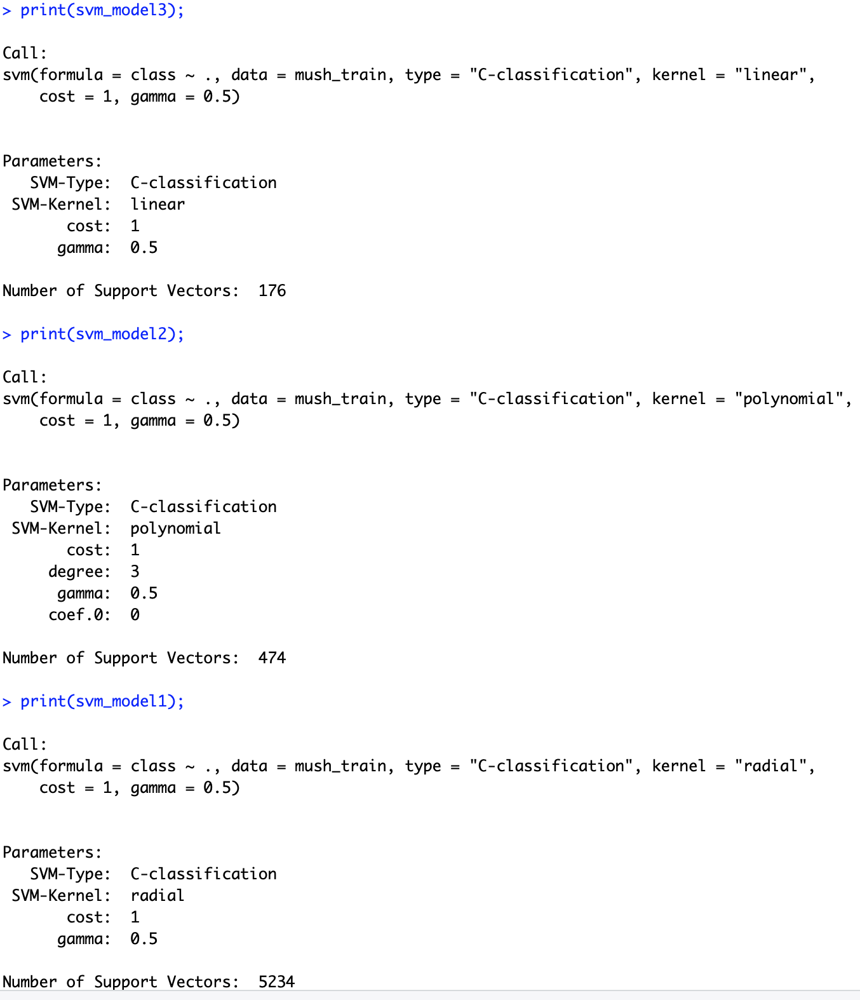 > print(svm_model3);
Call:
svm(formula = class ~ ., data = mush_train, type = "C-classification", kernel = "linear",
    cost = 1, gamma = 0.5)
Parameters:
   SVM-Type:  C-classification
 SVM-Kernel:  linear
       cost:  1
      gamma:  0.5
Number of Support Vectors:  176
> print(svm_model2);
Call:
svm(formula = class ~ ., data = mush_train, type = "C-classification", kernel = "polynomial",
    cost = 1, gamma = 0.5)
Parameters:
   SVM-Type:  C-classification
 SVM-Kernel:  polynomial
       cost:  1
     degree:  3
      gamma:  0.5
     coef.0:  0
Number of Support Vectors:  474
> print(svm_model1);
Call:
svm(formula = class ~ ., data = mush_train, type = "C-classification", kernel = "radial",
    cost = 1, gamma = 0.5)
Parameters:
   SVM-Type:  C-classification
 SVM-Kernel:  radial
       cost:  1
      gamma:  0.5
Number of Support Vectors:  5234